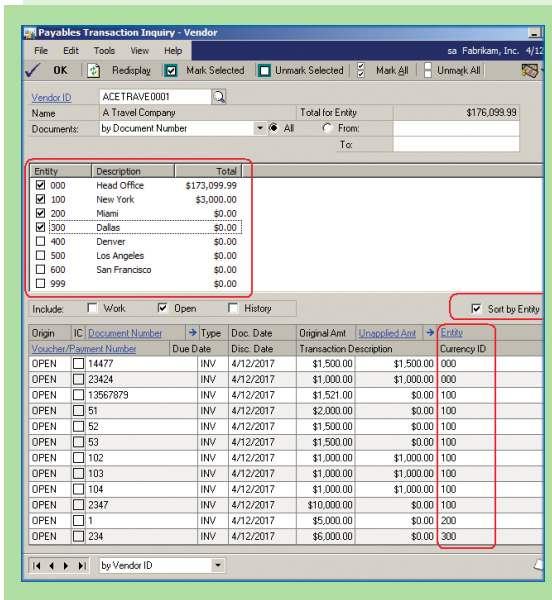 Payables Transaction Inquiry - Vendor
File Edit Tools View Help sa Fabrikam, Inc. 4/12
OK Redisplay Mark Selected Unmark Selected Mark All Unmark All
Vendor ID ACETRAVE0001
Name A Travel Company Total for Entity $176,099.99
Documents: by Document Number All From:
To:
Entity Description Total
000 Head Office $173,099.99
100 New York $3,000.00
200 Miami $0.00
300 Dallas $0.00
400 Denver $0.00
500 Los Angeles $0.00
600 San Francisco $0.00
999 $0.00
Include: Work Open History Sort by Entity
Origin IC Document Number Type Doc. Date Original Amt Unapplied Amt Entity
Voucher/Payment Number Due Date Disc. Date Transaction Description Currency ID
OPEN 14477 INV 4/12/2017 $1,500.00 $1,500.00 000
OPEN 23424 INV 4/12/2017 $1,000.00 $1,000.00 000
OPEN 13567879 INV 4/12/2017 $1,521.00 $0.00 100
OPEN 51 INV 4/12/2017 $2,000.00 $0.00 100
OPEN 52 INV 4/12/2017 $1,500.00 $0.00 100
OPEN 53 INV 4/12/2017 $1,500.00 $0.00 100
OPEN 102 INV 4/12/2017 $1,000.00 $1,000.00 100
OPEN 103 INV 4/12/2017 $1,000.00 $1,000.00 100
OPEN 104 INV 4/12/2017 $1,000.00 $1,000.00 100
OPEN 2347 INV 4/12/2017 $10,000.00 $0.00 100
OPEN 1 INV 4/12/2017 $5,000.00 $0.00 200
OPEN 234 INV 4/12/2017 $6,000.00 $0.00 300
by Vendor ID